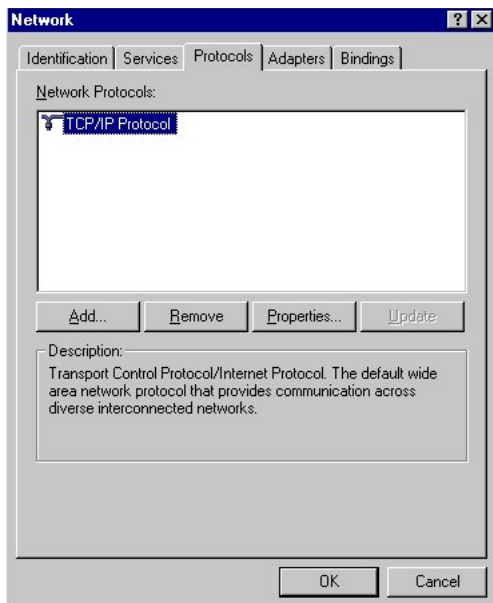 Network
Identification Services Protocols Adapters Bindings
Network Protocols:
TCP/IP Protocol
Add... Remove Properties... Update
Description:
Transport Control Protocol/Internet Protocol. The default wide
area network protocol that provides communication across
diverse interconnected networks.
OK Cancel